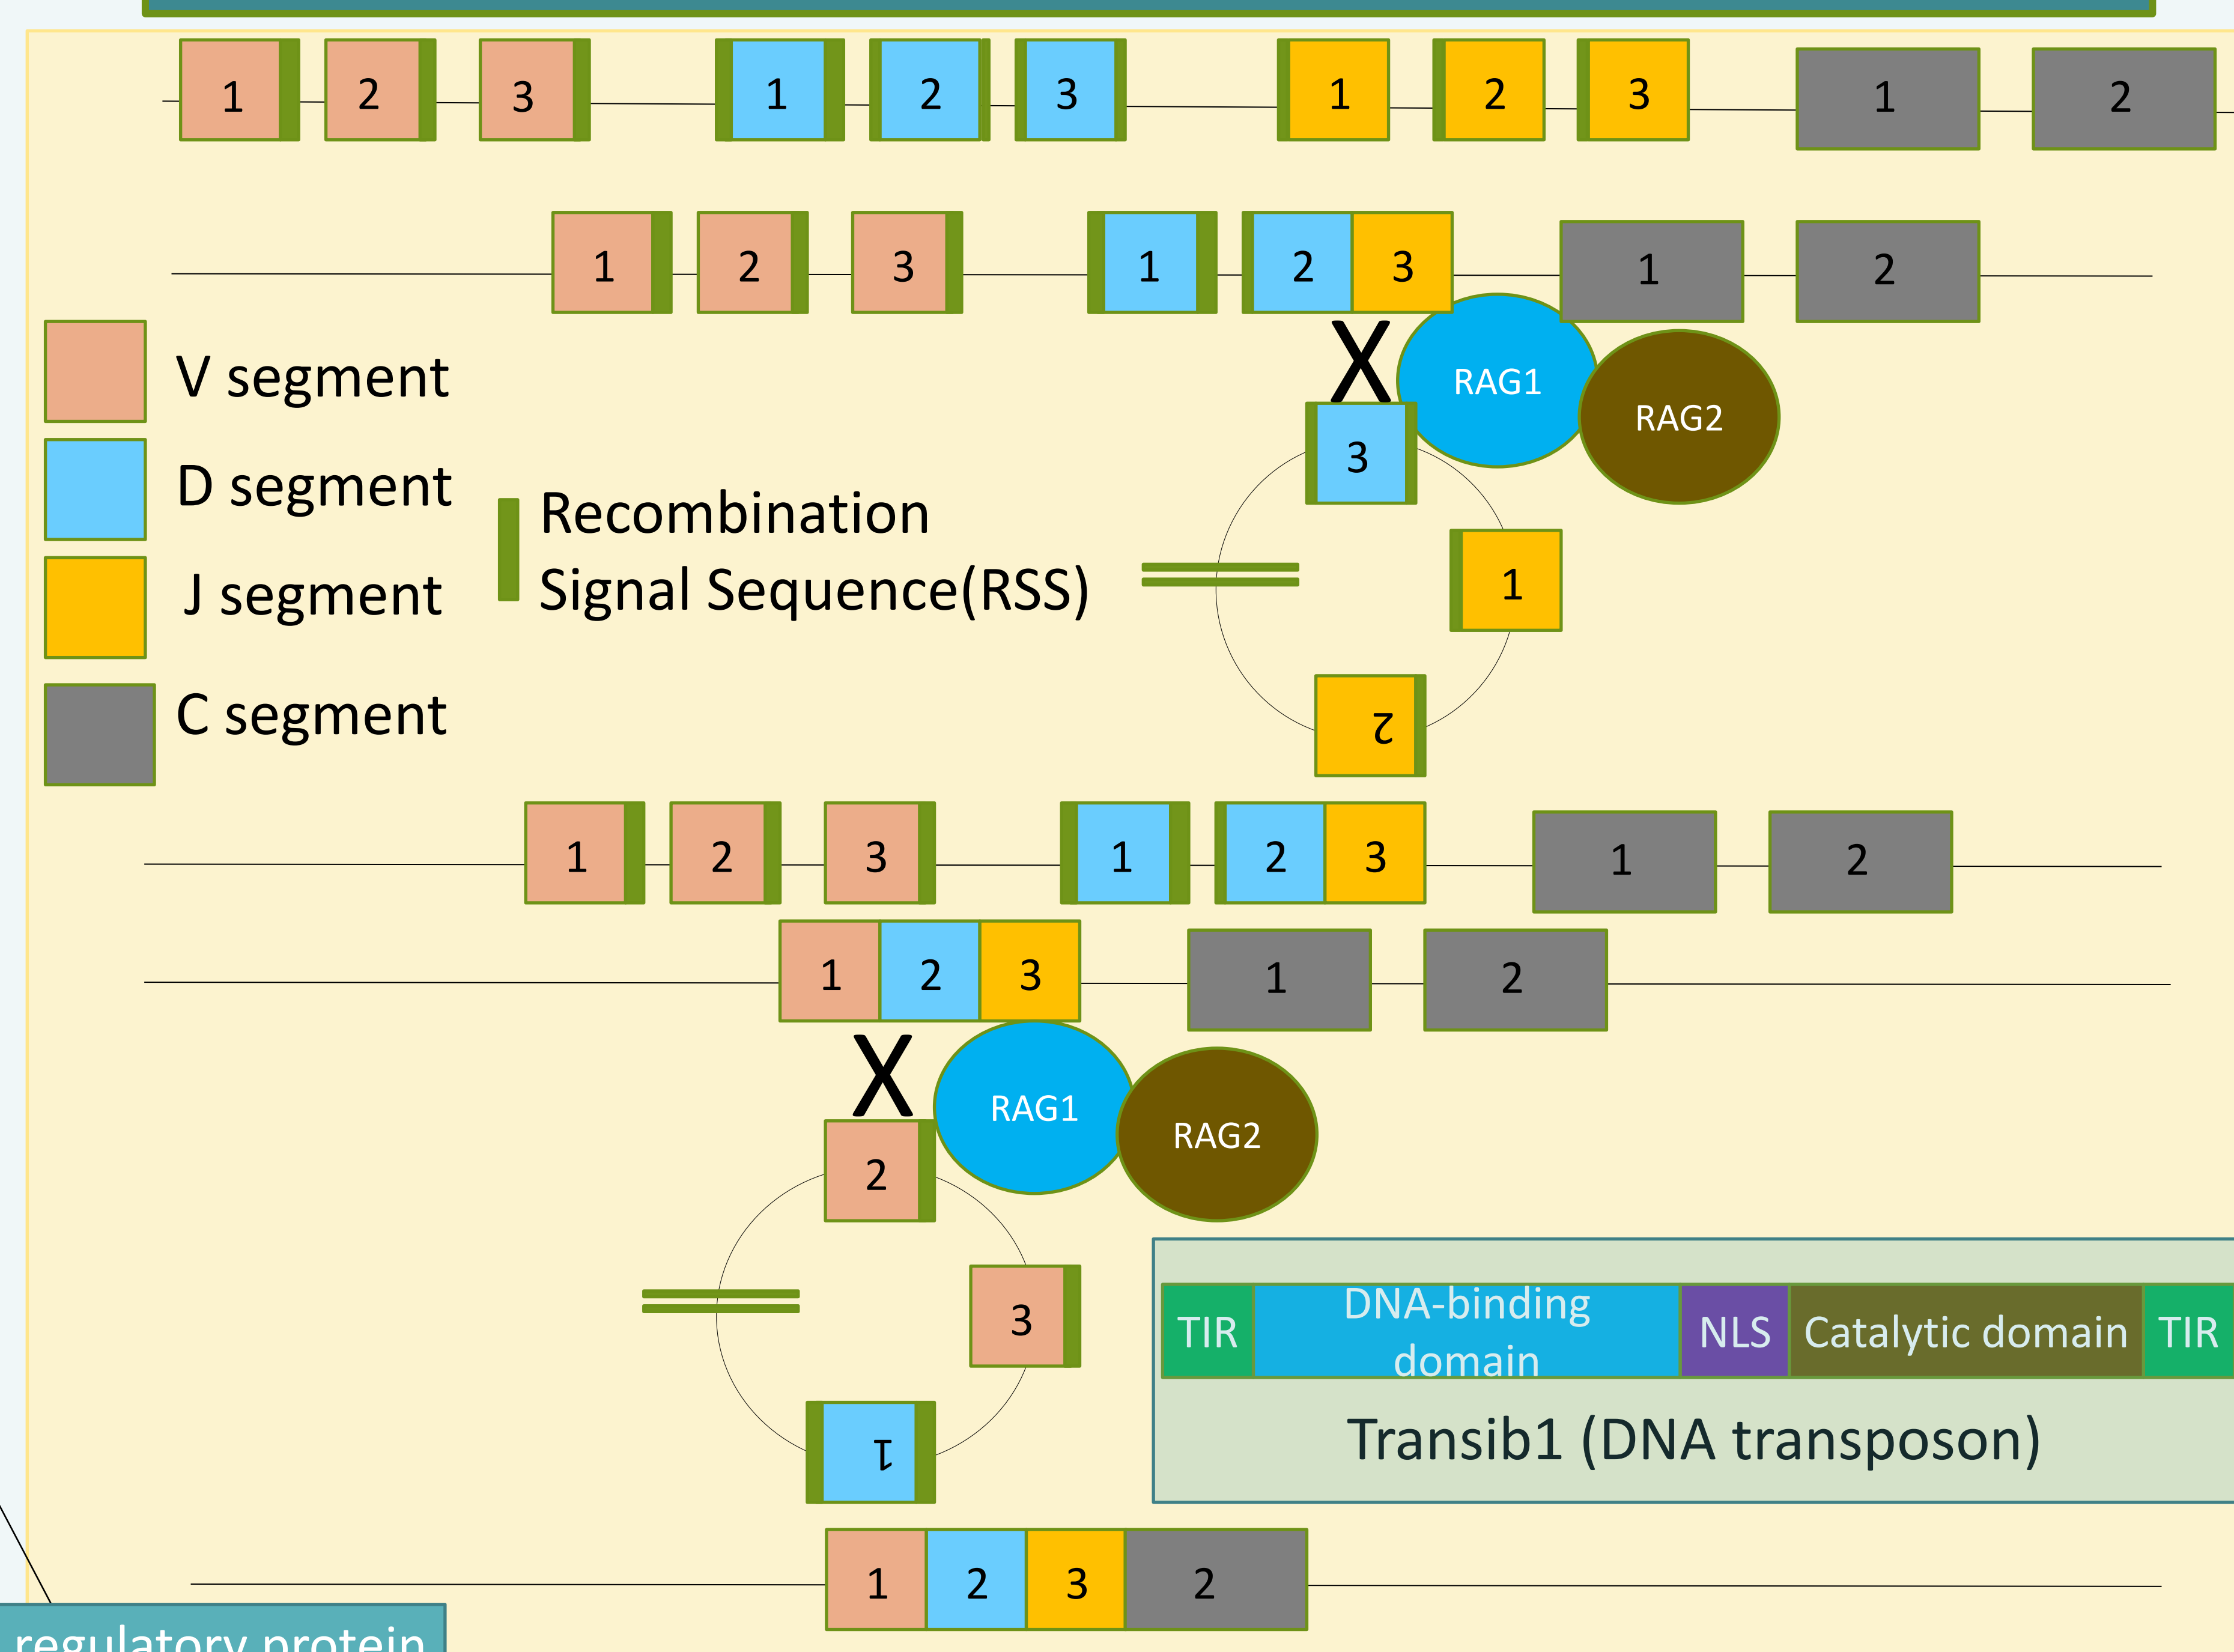 1 2 3 1 2 3 1 2 3 1 2
1 2 3 1 2 3 1 2
V segment
D segment
J segment
C segment
Recombination
Signal Sequence(RSS)
X
RAG1
RAG2
3
1
2
1 2 3 1 2 3 1 2
1 2 3 1 2
X
RAG1
RAG2
2
3
1
TIR
DNA-binding
domain
NLS
Catalytic domain
TIR
Transib1 (DNA transposon)
1 2 3 2
regulatory protein